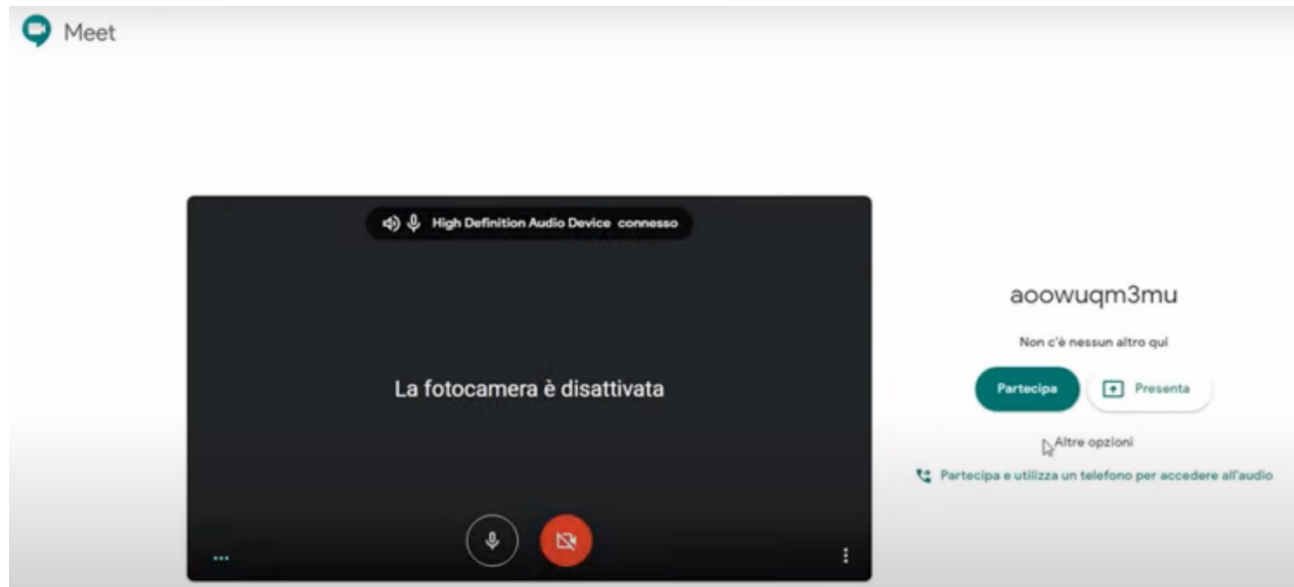 Meet
High Definition Audio Device connesso
La fotocamera è disattivata
aoowuqm3mu
Non c'è nessun altro qui
Partecipa
Presenta
Altre opzioni
Partecipa e utilizza un telefono per accedere all'audio